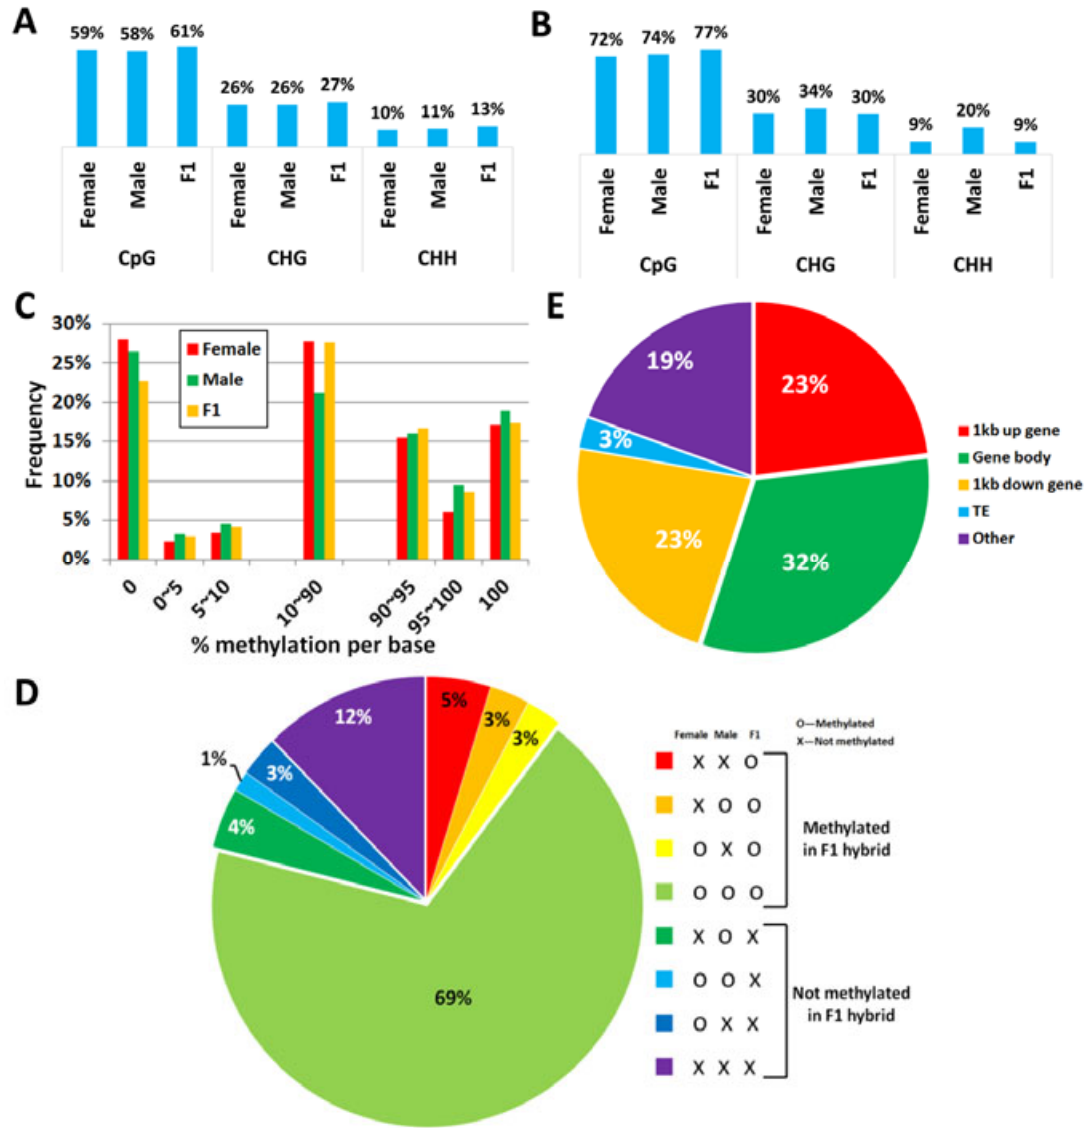 A
59% 58% 61%
26% 26% 27%
10% 11% 13%
Female Male F1 Female Male F1 Female Male F1
CpG CHG CHH
B
72% 74% 77%
30% 34% 30%
9% 20% 9%
Female Male F1 Female Male F1 Female Male F1
CpG CHG CHH
C
Frequency
30%
25%
20%
15%
10%
5%
0%
Female
Male
F1
0 0~5 5~10 10~90 90~95 95~100 100
% methylation per base
E
23%
32%
23%
3%
19%
1kb up gene
Gene body
1kb down gene
TE
Other
D
5%
3%
3%
69%
4%
1%
3%
12%
O—Methylated
X—Not methylated
Female Male F1
X X O
X O O
O X O
O O O
X O X
O O X
O X X
X X X
Methylated
in F1 hybrid
Not methylated
in F1 hybrid